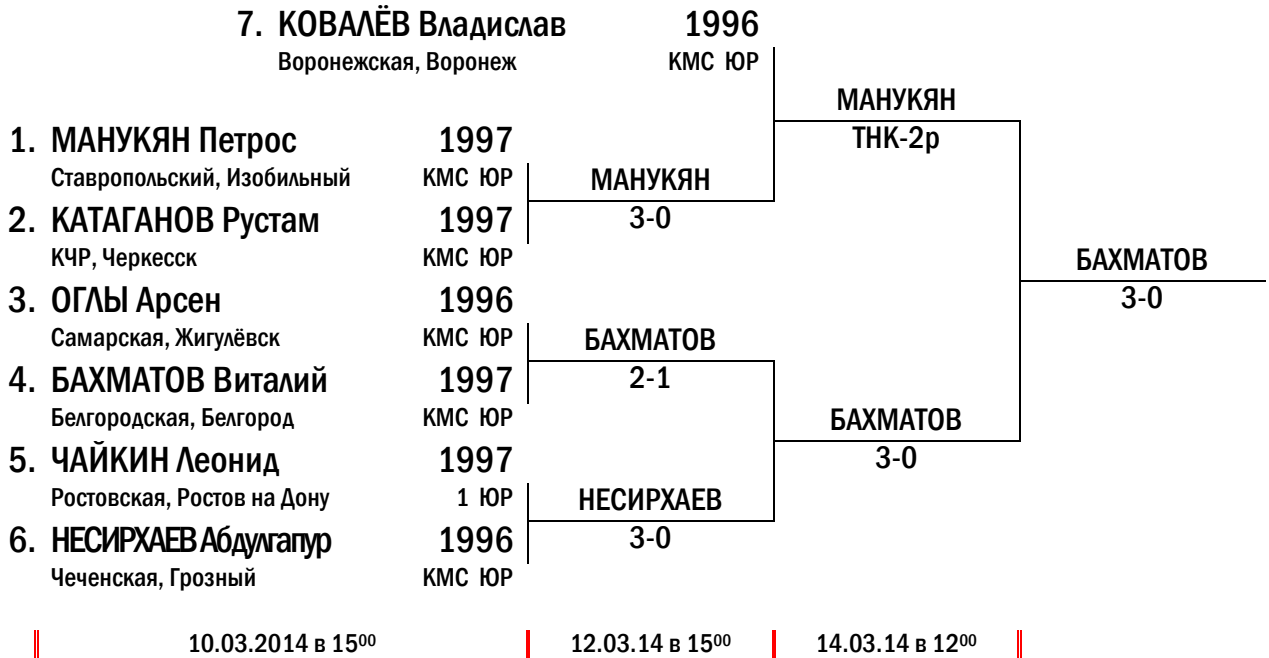 7. КОВАЛЁВ Владислав 1996
Воронежская, Воронеж КМС ЮР
МАНУКЯН
ТНК-2р
1. МАНУКЯН Петрос 1997
Ставропольский, Изобильный КМС ЮР
МАНУКЯН
3-0
2. КАТАГАНОВ Рустам 1997
КЧР, Черкесск КМС ЮР
БАХМАТОВ
3-0
3. ОГЛЫ Арсен 1996
Самарская, Жигулёвск КМС ЮР
БАХМАТОВ
2-1
4. БАХМАТОВ Виталий 1997
Белгородская, Белгород КМС ЮР
БАХМАТОВ
3-0
5. ЧАЙКИН Леонид 1997
Ростовская, Ростов на Дону 1 ЮР
НЕСИРХАЕВ
3-0
6. НЕСИРХАЕВ Абдулгапур 1996
Чеченская, Грозный КМС ЮР
10.03.2014 в 15⁰⁰ 12.03.14 в 15⁰⁰ 14.03.14 в 12⁰⁰